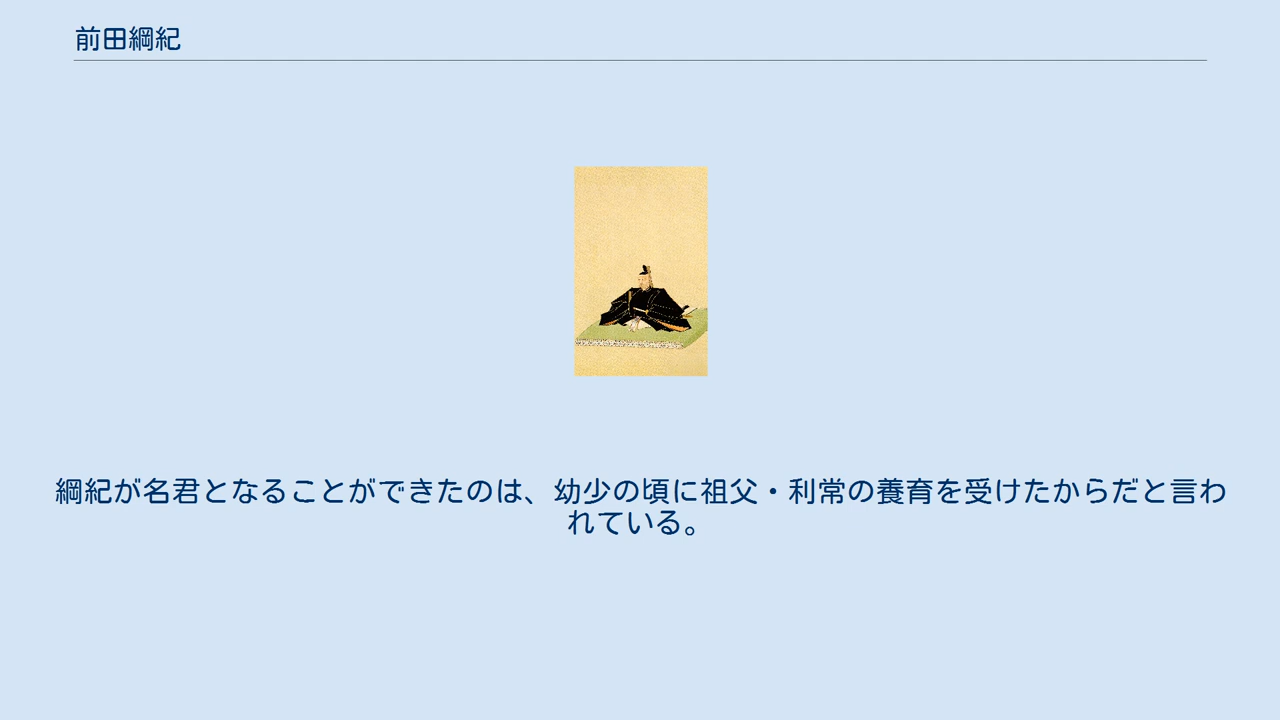 前田綱紀
綱紀が名君となることができたのは、幼少の頃に祖父・利常の養育を受けたからだと言わ
れている。